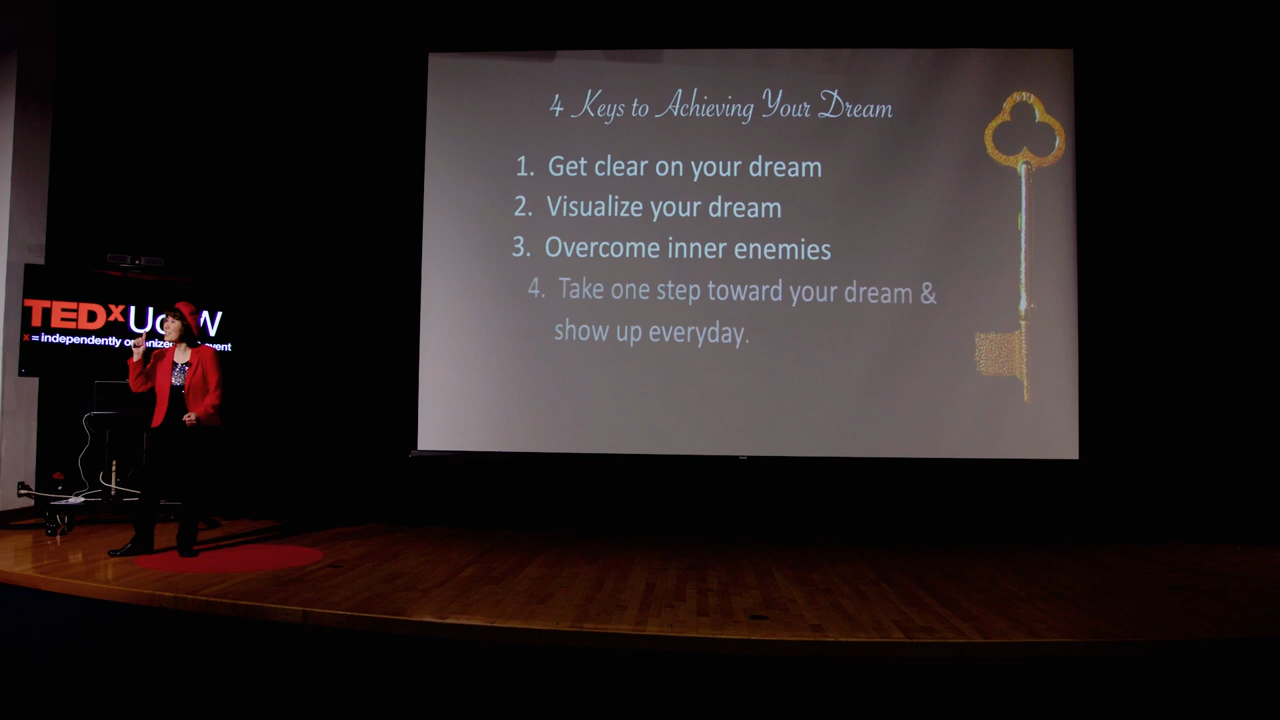 4 Keys to Achieving Your Dream
1. Get clear on your dream
2. Visualize your dream
3. Overcome inner enemies
4. Take one step toward your dream &
show up everyday.
TEDx
x = independently event